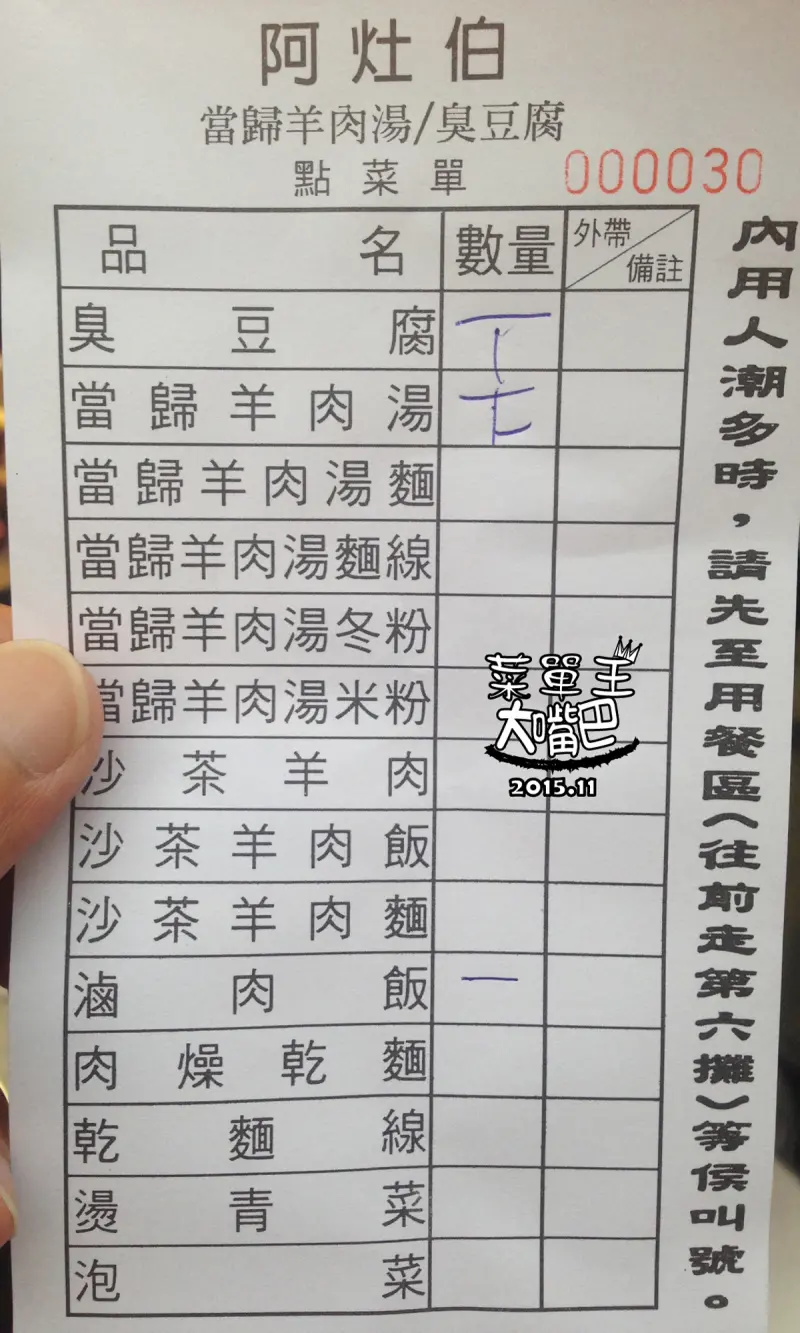 阿灶伯
當歸羊肉湯/臭豆腐
點菜單
000030
品名 數量 外帶/備註
臭豆腐 丅
當歸羊肉湯
當歸羊肉湯麵
當歸羊肉湯麵線
當歸羊肉湯冬粉
當歸羊肉湯米粉
沙茶羊肉
沙茶羊肉飯
沙茶羊肉麵
滷肉飯 一
肉燥乾麵
乾麵線
燙青菜
泡菜
內用人潮多時，請先至用餐區(往前走第六攤)等侯叫號。
菜單王
大嘴巴
2015.11